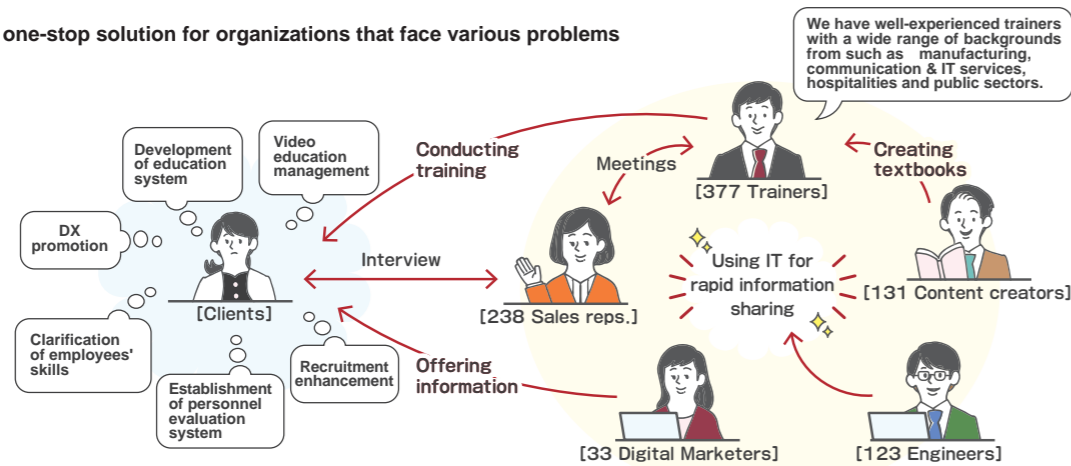 one-stop solution for organizations that face various problems
We have well-experienced trainers
with a wide range of backgrounds
from such as manufacturing,
communication & IT services,
hospitalities and public sectors.
Development
of education
system
Video
education
management
DX
promotion
Clarification
of employees'
skills
Establishment
of personnel
evaluation
system
Recruitment
enhancement
[Clients]
Conducting
training
Interview
Offering
information
Meetings
[377 Trainers]
Creating
textbooks
[238 Sales reps.]
Using IT for
rapid information
sharing
[131 Content creators]
[33 Digital Marketers]
[123 Engineers]